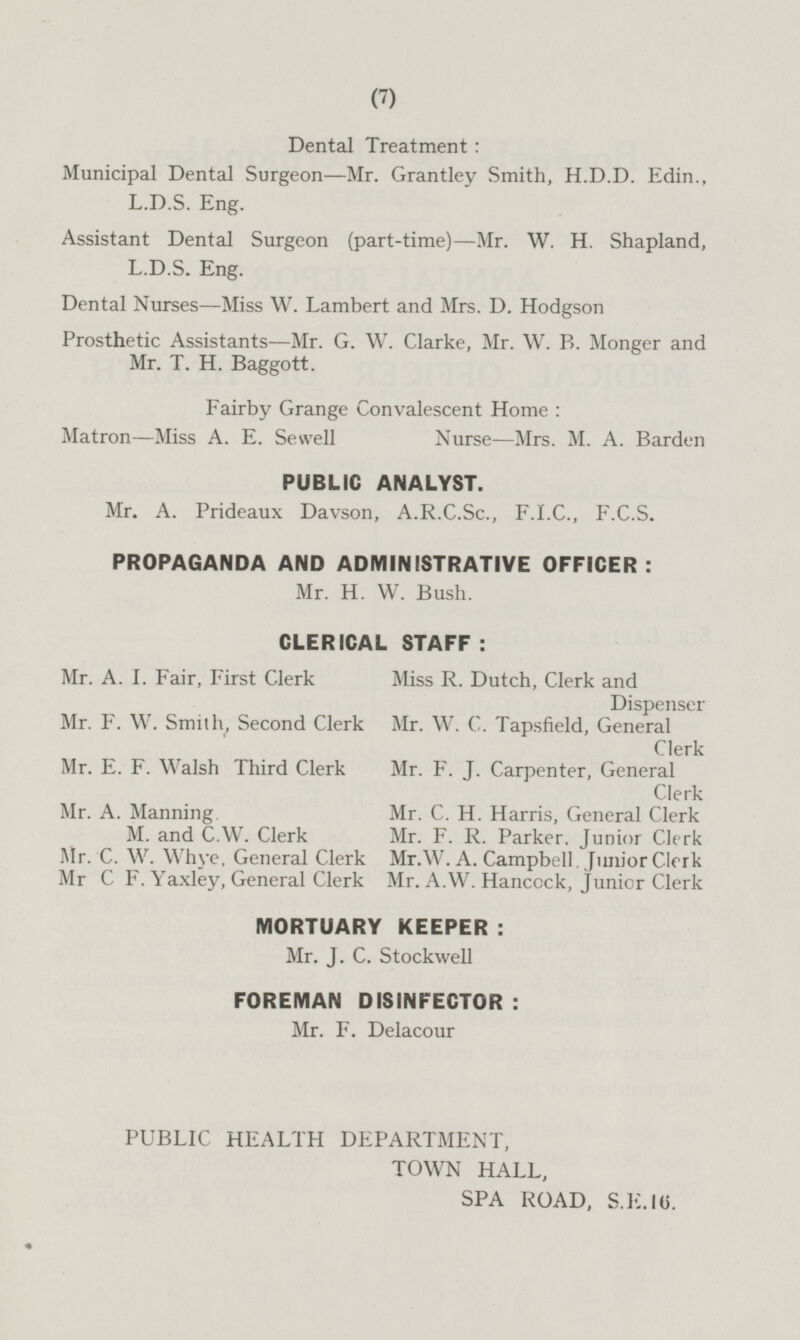 (7)
Dental Treatment :
Municipal Dental Surgeon—Mr. Grantley Smith, H.D.D. Edin.,
L.D.S. Eng.
Assistant Dental Surgeon (part-time)—Mr. W. H. Shapland,
L.D.S. Eng.
Dental Nurses—Miss W. Lambert and Mrs. D. Hodgson
Prosthetic Assistants—Mr. G. W. Clarke, Mr. W. B. Monger and
Mr. T. H. Baggott.
Fairby Grange Convalescent Home :
Matron—Miss A. E. Sewell Nurse—Mrs. M. A. Barden
PUBLIC ANALYST.
Mr. A. Prideaux Davson, A.R.C.Sc., F.I.C., F.C.S.
PROPAGANDA AND ADMINISTRATIVE OFFICER :
Mr. H. W. Bush.
CLERICAL STAFF :
Mr. A. I. Fair, First Clerk
Mr. F. W. Smith, Second Clerk
Mr. E. F. Walsh Third Clerk
Mr. A. Manning
M. and C.W. Clerk
Mr. C. W. Whye, General Clerk
Mr C F. Yaxley, General Clerk
Miss R. Dutch, Clerk and
Dispenser
Mr. W. C. Tapsfield, General
Clerk
Mr. F. J. Carpenter, General
Clerk
Mr. C. H. Harris, General Clerk
Mr. F. R. Parker, Junior Clerk
Mr.W. A. Campbell, Junior Clerk
Mr. A.W. Hancock, Junior Clerk
MORTUARY KEEPER :
Mr. J. C. Stockwell
FOREMAN DISINFECTOR :
Mr. F. Delacour
PUBLIC HEALTH DEPARTMENT,
TOWN HALL,
SPA ROAD, S.E.16.